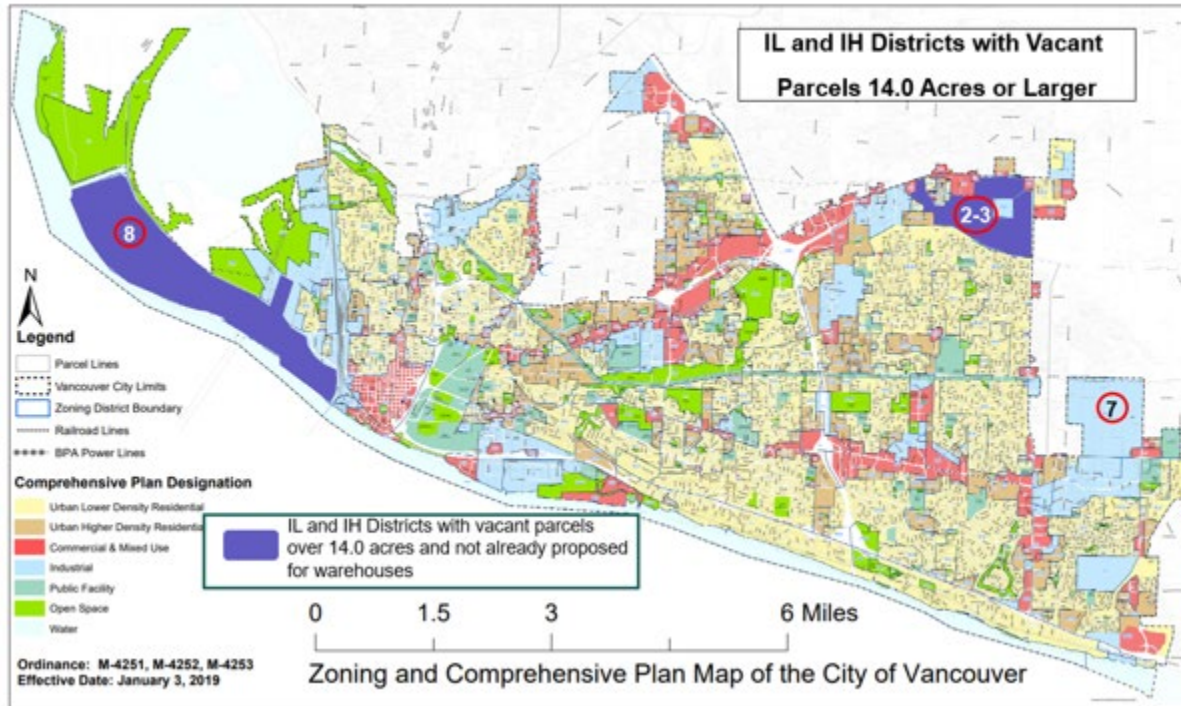 IL and IH Districts with Vacant
Parcels 14.0 Acres or Larger
8
2-3
7
N
Legend
Parcel Lines
Vancouver City Limits
Zoning District Boundary
Railroad Lines
BPA Power Lines
Comprehensive Plan Designation
Urban Lower Density Residential
Urban Higher Density Residentia
Commercial & Mixed Use
Industrial
Public Facility
Open Space
Water
IL and IH Districts with vacant parcels
over 14.0 acres and not already proposed
for warehouses
0 1.5 3 6 Miles
Ordinance: M-4251, M-4252, M-4253
Effective Date: January 3, 2019
Zoning and Comprehensive Plan Map of the City of Vancouver